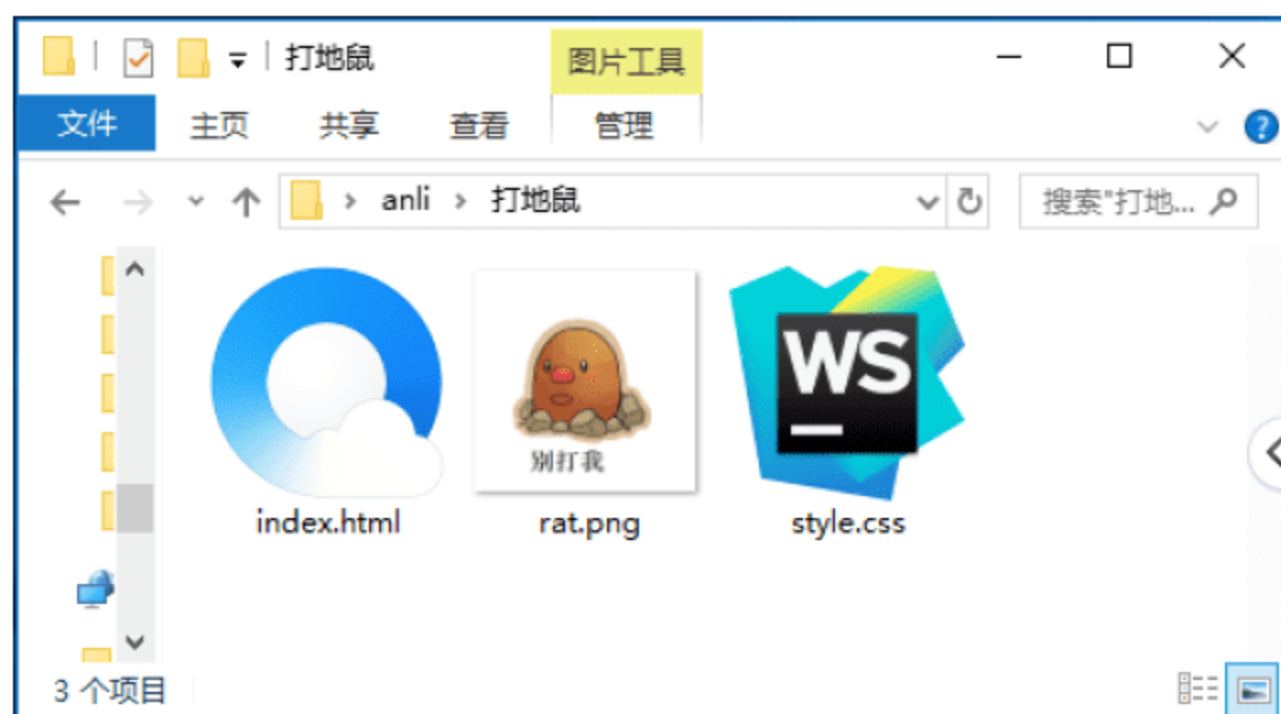 打地鼠
图片工具
文件 主页 共享 查看 管理
anli 打地鼠
搜索"打地...
别打我
WS
index.html rat.png style.css
3 个项目